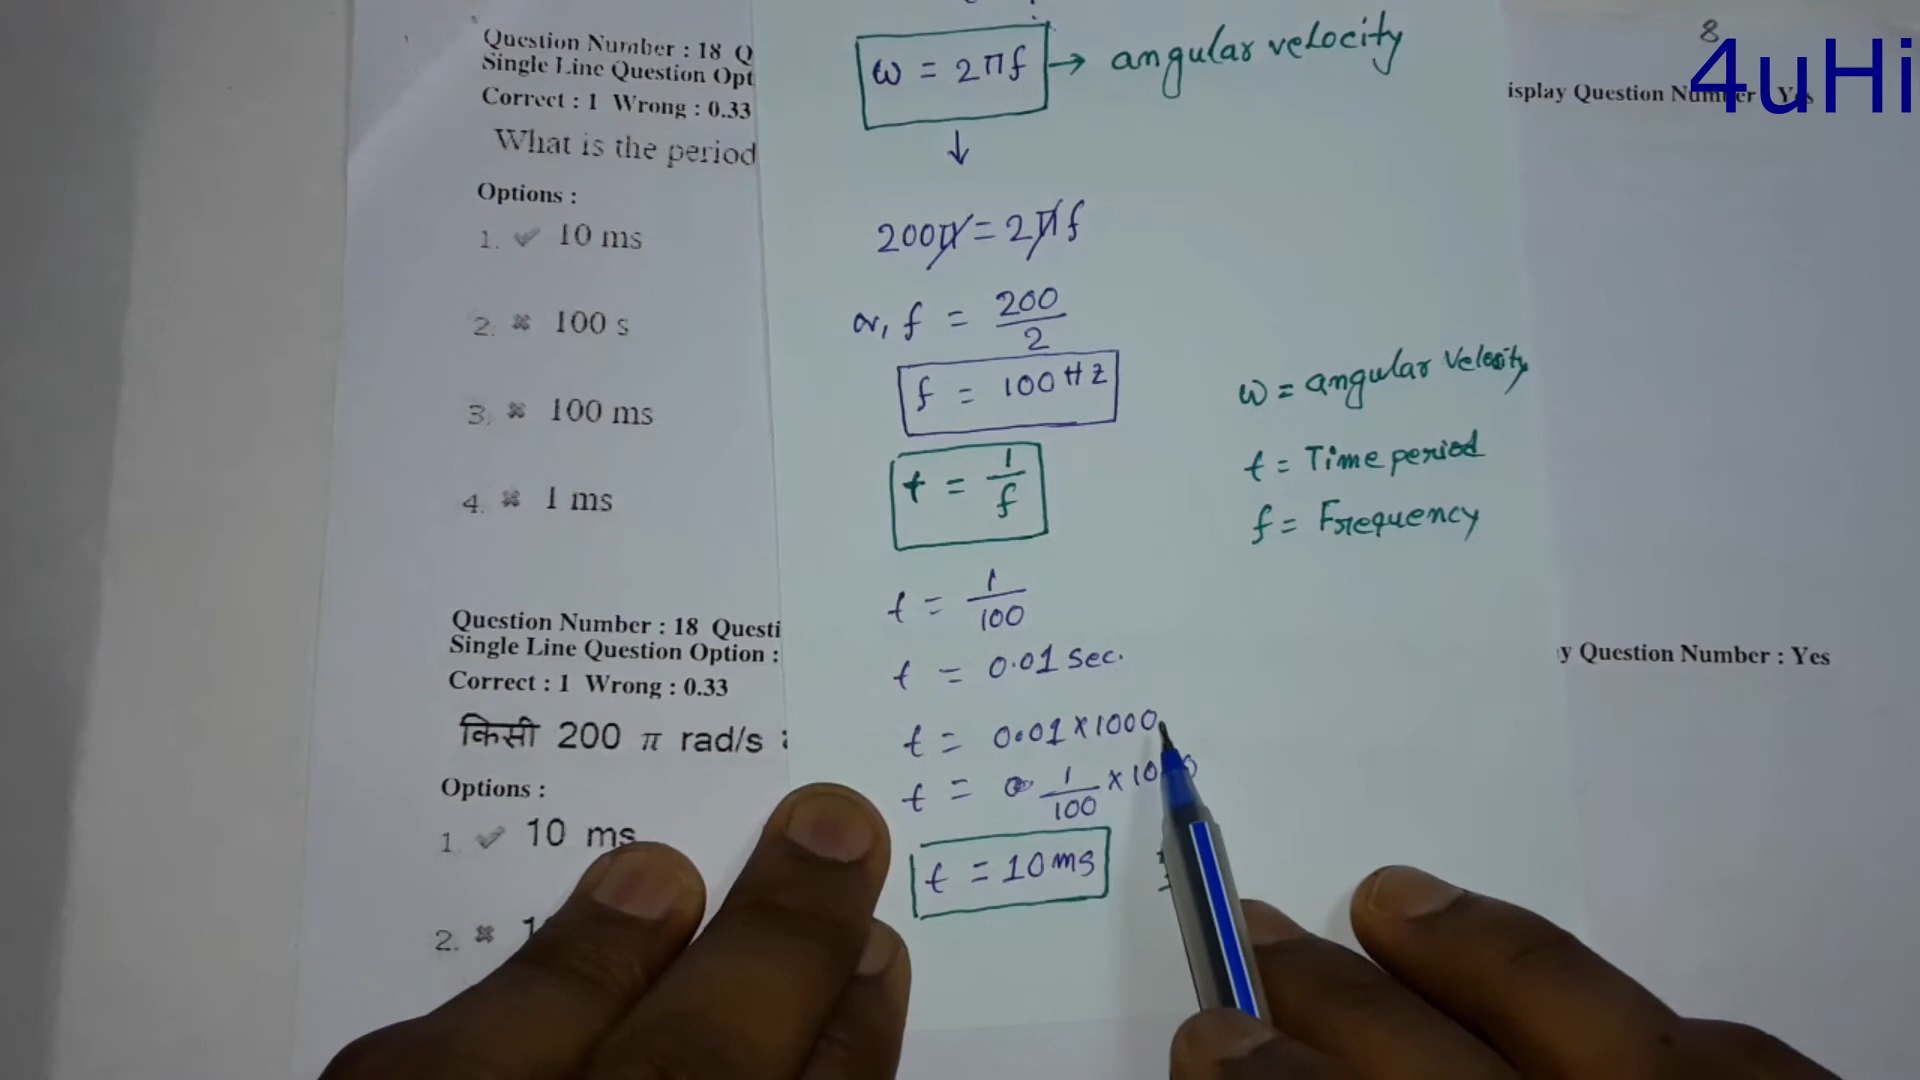 Question Number : 18 Q
Single Line Question Opt
Correct : 1 Wrong : 0.33
What is the period
Options :
1. 10 ms
2. 100 s
3. 100 ms
4. 1 ms
Question Number : 18 Questi
Single Line Question Option :
Correct : 1 Wrong : 0.33
किसी 200 π rad/s
Options :
1. 10 ms
2. 1
ω = 2πf → angular velocity
↓
200π = 2πf
or, f = 200/2
f = 100 Hz
t = 1/f
t = 1/100
t = 0.01 sec.
t = 0.01 × 1000
t = 1/100 × 10
t = 10 ms
ω = angular velosity
t = Time period
f = Frequency
8
4uHi
isplay Question Number : Yes
y Question Number : Yes